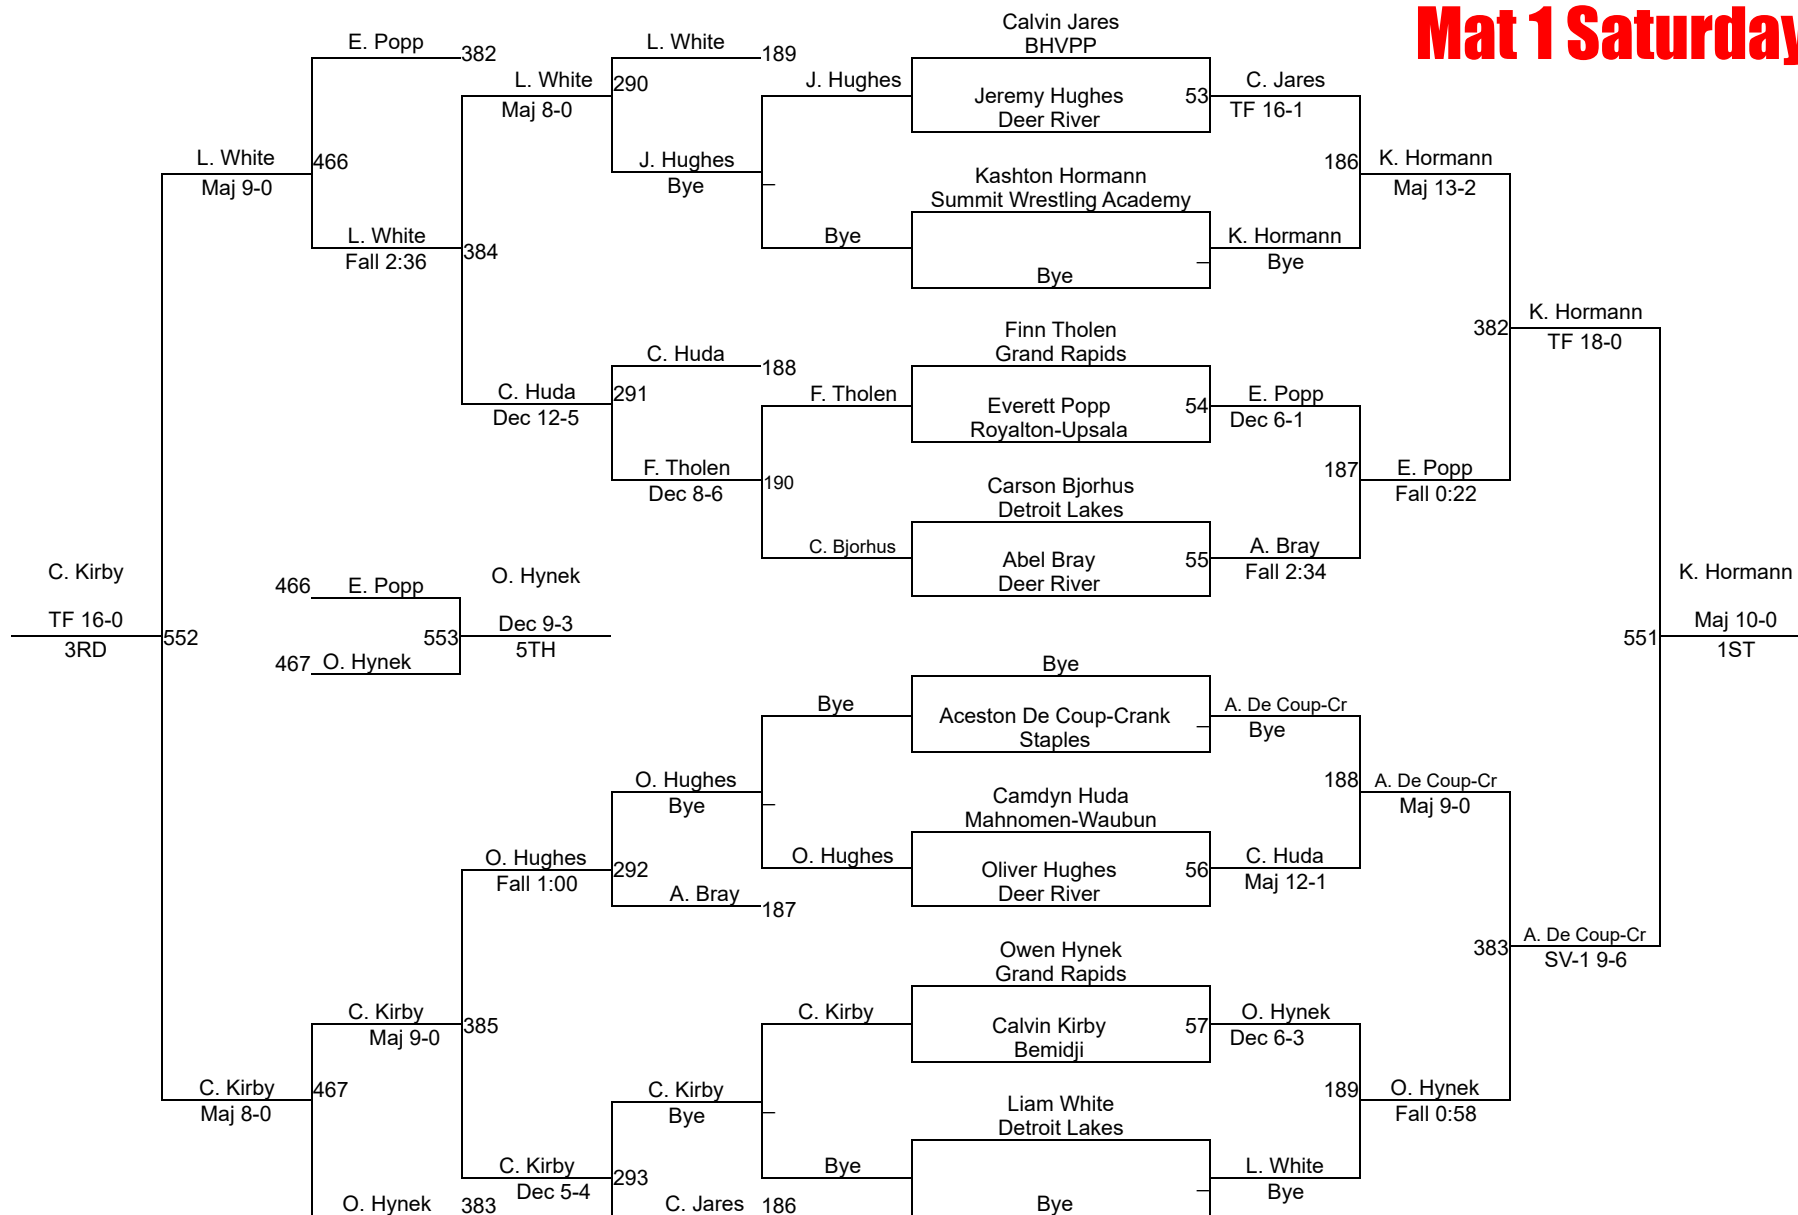 Mat 1 Saturday
Calvin Jares
BHVPP
E. Popp
382
L. White
189
L. White
290
Maj 8-0
J. Hughes
Jeremy Hughes
Deer River
53
C. Jares
TF 16-1
L. White
Maj 9-0
466
J. Hughes
Bye
Kashton Hormann
Summit Wrestling Academy
186
K. Hormann
Maj 13-2
L. White
Fall 2:36
384
Bye
Bye
K. Hormann
Bye
Finn Tholen
Grand Rapids
382
K. Hormann
TF 18-0
C. Huda
188
C. Huda
Dec 12-5
291
F. Tholen
Everett Popp
Royalton-Upsala
54
E. Popp
Dec 6-1
F. Tholen
Dec 8-6
190
Carson Bjorhus
Detroit Lakes
187
E. Popp
Fall 0:22
C. Bjorhus
Abel Bray
Deer River
55
A. Bray
Fall 2:34
C. Kirby
TF 16-0
3RD
552
466
E. Popp
467
O. Hynek
553
O. Hynek
Dec 9-3
5TH
551
K. Hormann
Maj 10-0
1ST
Bye
Bye
Aceston De Coup-Crank
Staples
A. De Coup-Cr
Bye
O. Hughes
Bye
Camdyn Huda
Mahnomen-Waubun
188
A. De Coup-Cr
Maj 9-0
O. Hughes
Fall 1:00
292
O. Hughes
Oliver Hughes
Deer River
56
C. Huda
Maj 12-1
A. Bray
187
Owen Hynek
Grand Rapids
383
A. De Coup-Cr
SV-1 9-6
C. Kirby
Maj 9-0
385
C. Kirby
Calvin Kirby
Bemidji
57
O. Hynek
Dec 6-3
C. Kirby
Maj 8-0
467
C. Kirby
Bye
Liam White
Detroit Lakes
189
O. Hynek
Fall 0:58
C. Kirby
Dec 5-4
293
Bye
Bye
L. White
Bye
O. Hynek
383
C. Jares
186